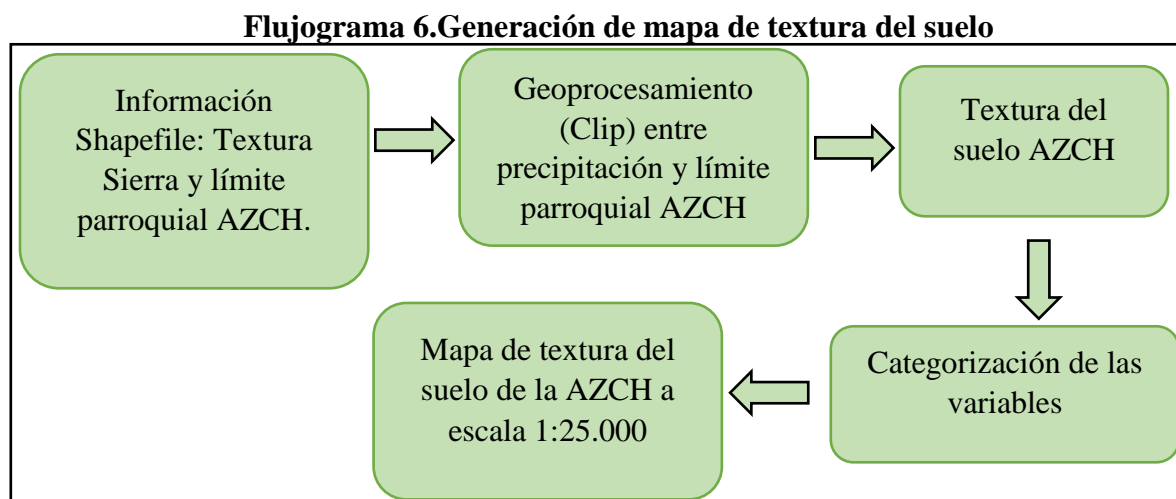 Flujograma 6.Generación de mapa de textura del suelo
Información
Shapefile: Textura
Sierra y límite
parroquial AZCH.
Geoprocesamiento
(Clip) entre
precipitación y límite
parroquial AZCH
Textura del
suelo AZCH
Categorización de las
variables
Mapa de textura del
suelo de la AZCH a
escala 1:25.000